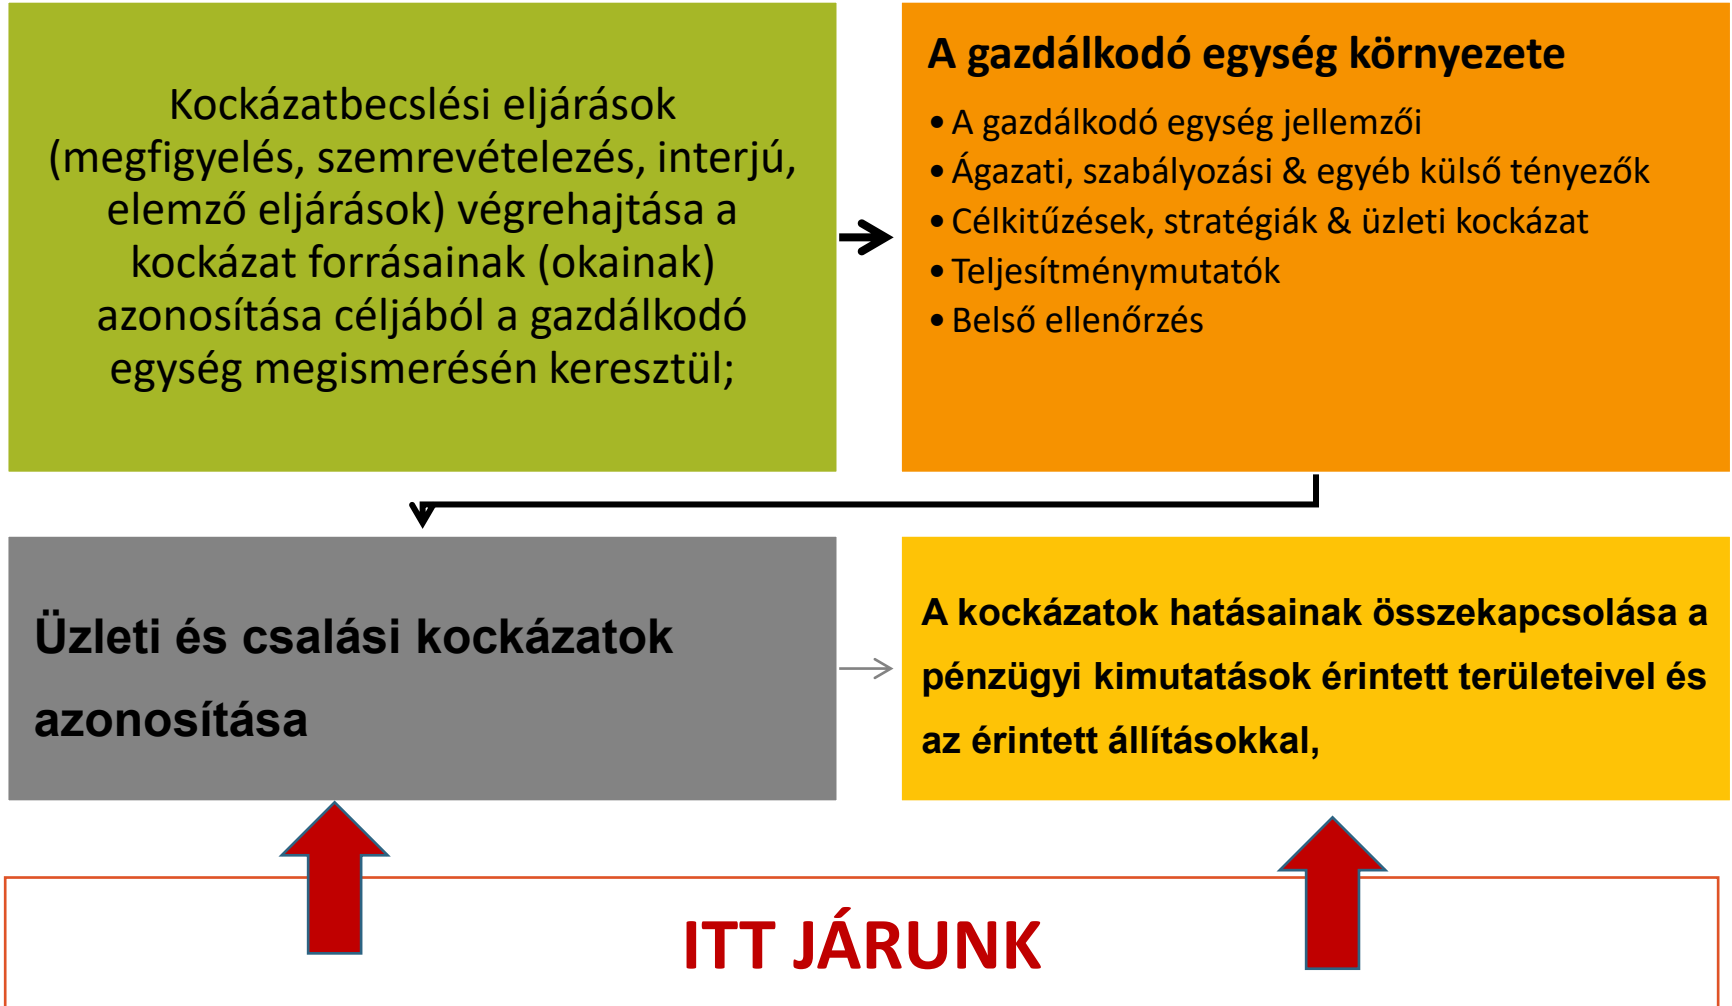 Kockázatbecslési eljárások
(megfigyelés, szemrevételezés, interjú,
elemző eljárások) végrehajtása a
kockázat forrásainak (okainak)
azonosítása céljából a gazdálkodó
egység megismerésén keresztül;
A gazdálkodó egység környezete
• A gazdálkodó egység jellemzői
• Ágazati, szabályozási & egyéb külső tényezők
• Célkitűzések, stratégiák & üzleti kockázat
• Teljesítménymutatók
• Belső ellenőrzés
Üzleti és csalási kockázatok
azonosítása
A kockázatok hatásainak összekapcsolása a
pénzügyi kimutatások érintett területeivel és
az érintett állításokkal,
ITT JÁRUNK